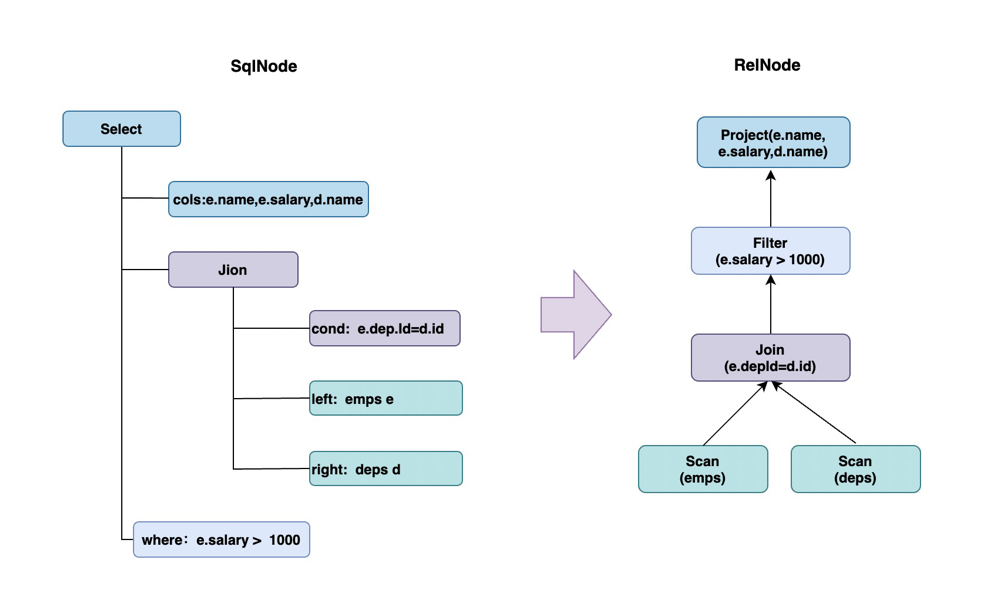 SqlNode
Select
cols:e.name,e.salary,d.name
Jion
cond: e.dep.Id=d.id
left: emps e
right: deps d
where: e.salary > 1000
RelNode
Project(e.name,
e.salary,d.name)
Filter
(e.salary > 1000)
Join
(e.depId=d.id)
Scan
(emps)
Scan
(deps)